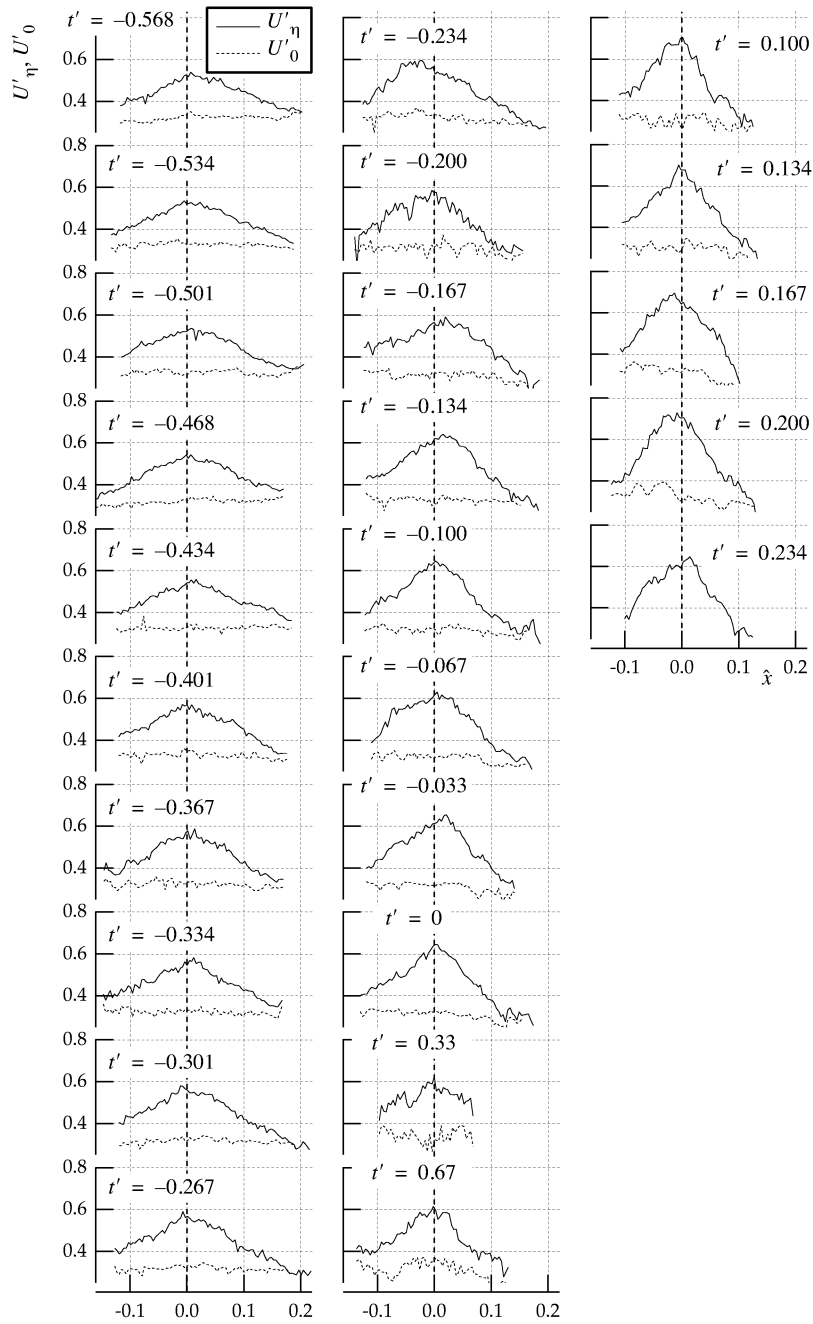 t′ = –0.568
U′η
U′0
U′η, U′0
0.6
0.4
0.8
t′ = –0.534
0.6
0.4
0.8
t′ = –0.501
0.6
0.4
0.8
t′ = –0.468
0.6
0.4
0.8
t′ = –0.434
0.6
0.4
0.8
t′ = –0.401
0.6
0.4
0.8
t′ = –0.367
0.6
0.4
0.8
t′ = –0.334
0.6
0.4
0.8
t′ = –0.301
0.6
0.4
0.8
t′ = –0.267
0.6
0.4
-0.1 0.0 0.1 0.2
t′ = –0.234
t′ = –0.200
t′ = –0.167
t′ = –0.134
t′ = –0.100
t′ = –0.067
t′ = –0.033
t′ = 0
t′ = 0.33
t′ = 0.67
-0.1 0.0 0.1 0.2
t′ = 0.100
t′ = 0.134
t′ = 0.167
t′ = 0.200
t′ = 0.234
-0.1 0.0 0.1 0.2
x̂